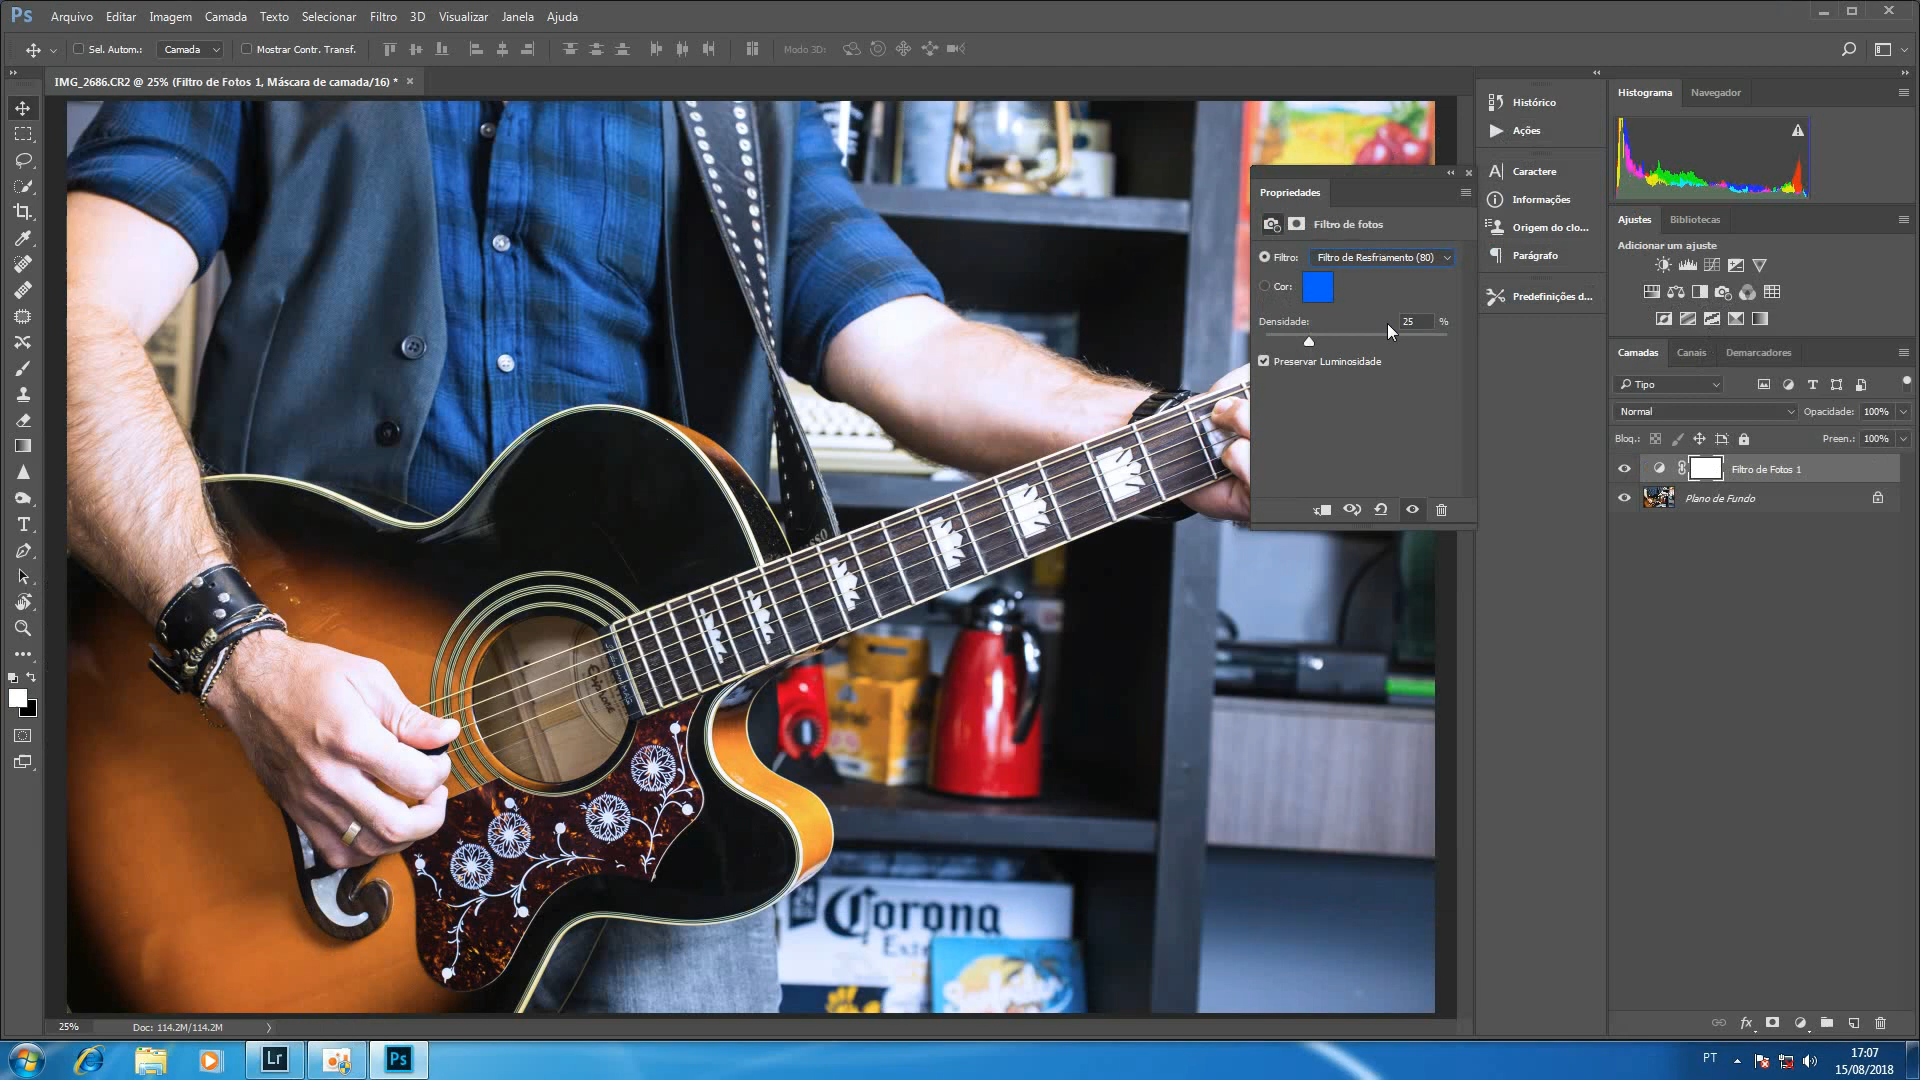 Ps Arquivo Editar Imagem Camada Texto Selecionar Filtro 3D Visualizar Janela Ajuda
Sel. Autom.: Camada Mostrar Contr. Transf. Modo 3D:
IMG_2686.CR2 @ 25% (Filtro de Fotos 1, Máscara de camada/16) * ×
Histórico
Ações
Caractere
Informações
Origem do clo...
Parágrafo
Predefinições d...
Histograma Navegador
Ajustes Bibliotecas
Adicionar um ajuste
Propriedades
Filtro de fotos
Filtro: Filtro de Resfriamento (80)
Cor:
Densidade: 25 %
Preservar Luminosidade
Camadas Canais Demarcadores
Tipo
Normal Opacidade: 100%
Bloq.: Preen.: 100%
Filtro de Fotos 1
Plano de Fundo
Corona
25% Doc: 114.2M/114.2M
Lr Ps
PT 17:07
15/08/2018